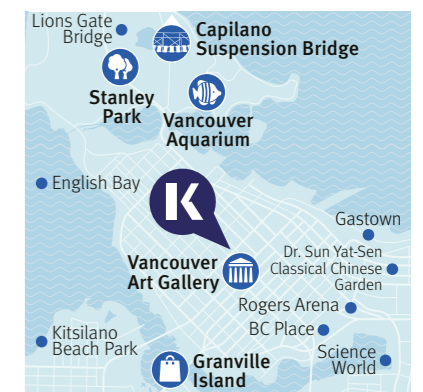 Lions Gate
Bridge
Capilano
Suspension Bridge
Stanley
Park
Vancouver
Aquarium
English Bay
K
Gastown
Dr. Sun Yat-Sen
Classical Chinese
Garden
Vancouver
Art Gallery
Rogers Arena
BC Place
Kitsilano
Beach Park
Science
World
Granville
Island